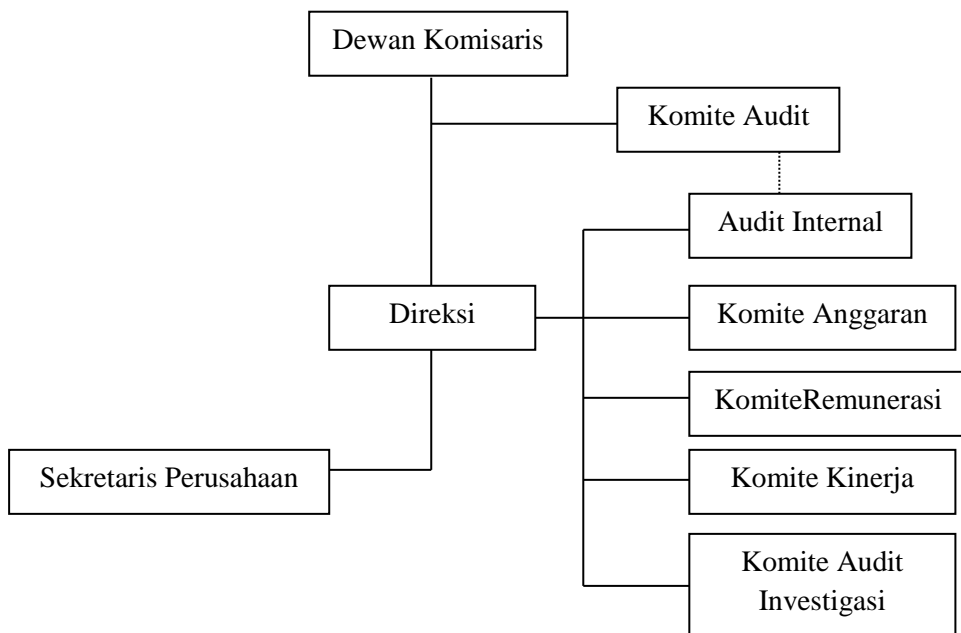 Dewan Komisaris
Komite Audit
Audit Internal
Direksi
Komite Anggaran
KomiteRemunerasi
Sekretaris Perusahaan
Komite Kinerja
Komite Audit
Investigasi